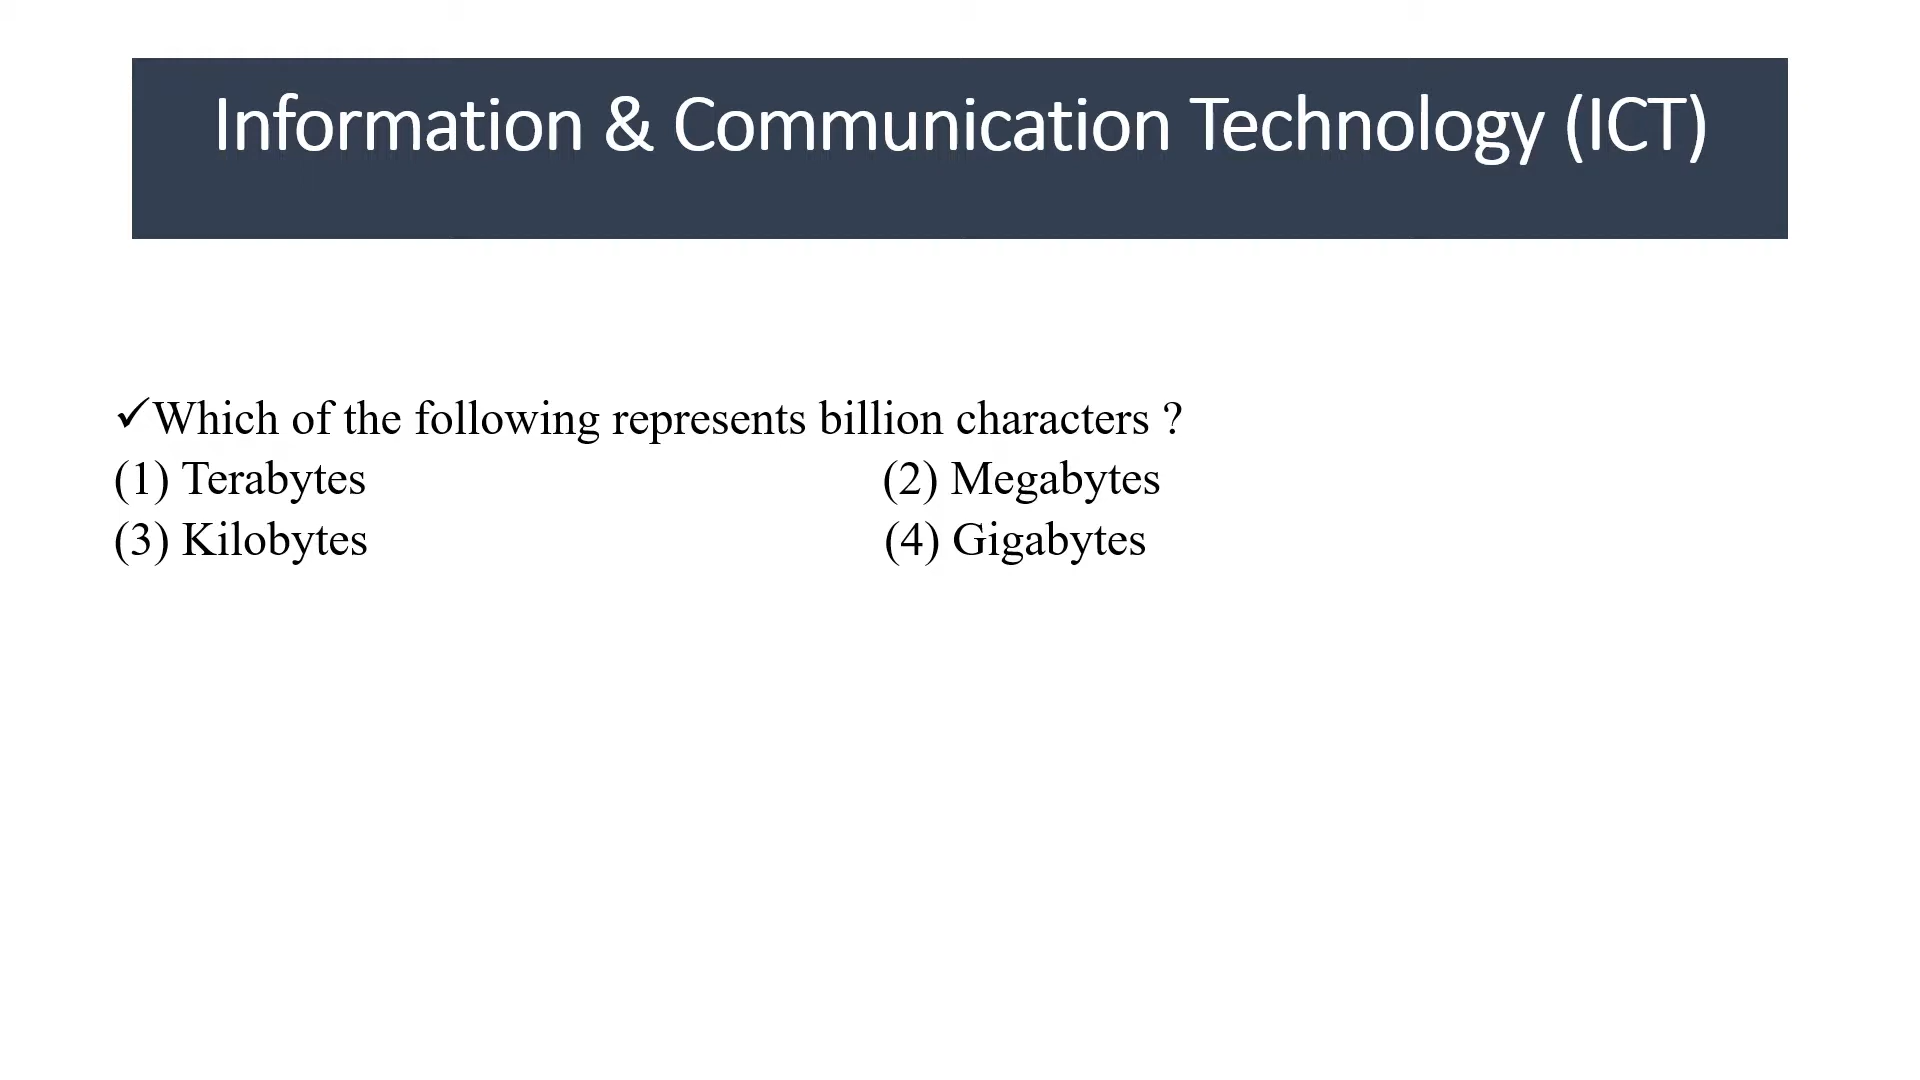 Information & Communication Technology (ICT)
✓Which of the following represents billion characters ?
(1) Terabytes (2) Megabytes
(3) Kilobytes (4) Gigabytes